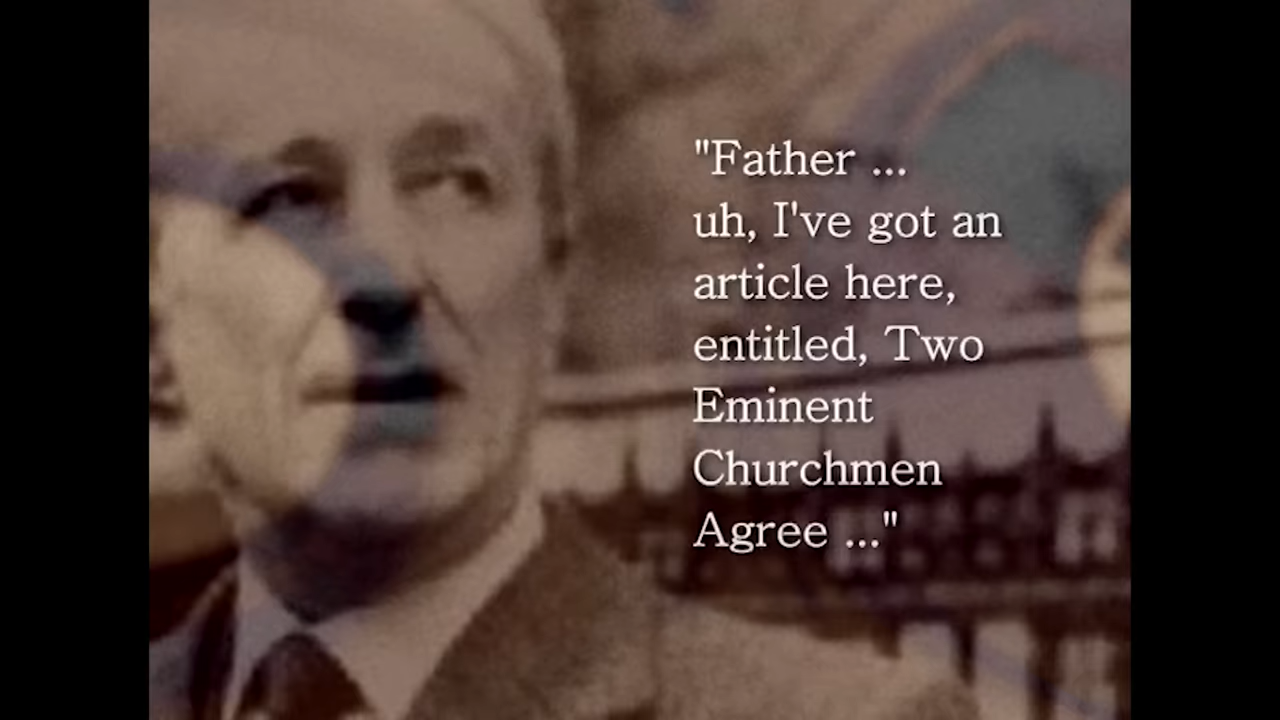 "Father ...
uh, I've got an
article here,
entitled, Two
Eminent
Churchmen
Agree ..."